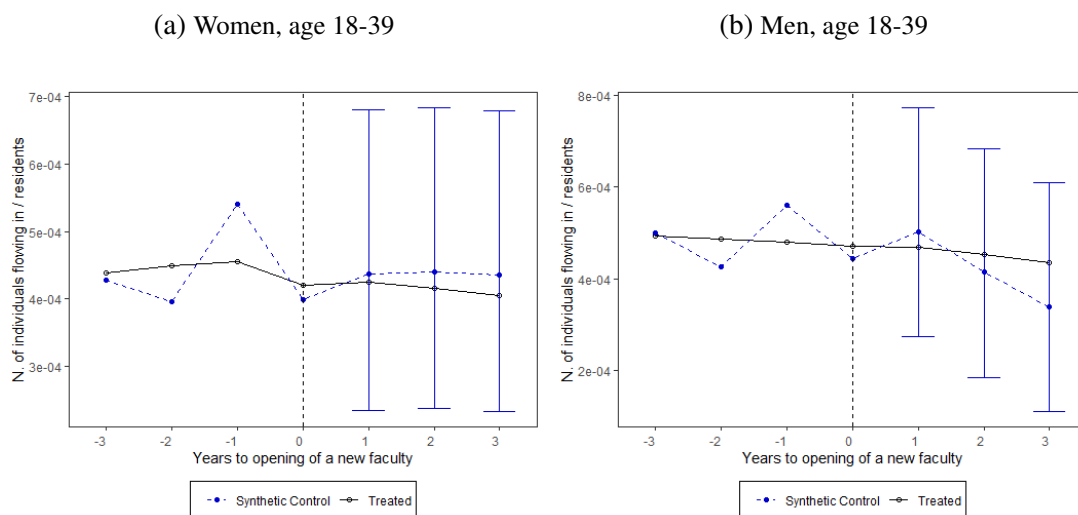 (a) Women, age 18-39
(b) Men, age 18-39
7e-04
6e-04
5e-04
4e-04
3e-04
N. of individuals flowing in / residents
-3 -2 -1 0 1 2 3
Years to opening of a new faculty
Synthetic Control Treated
8e-04
6e-04
4e-04
2e-04
N. of individuals flowing in / residents
-3 -2 -1 0 1 2 3
Years to opening of a new faculty
Synthetic Control Treated